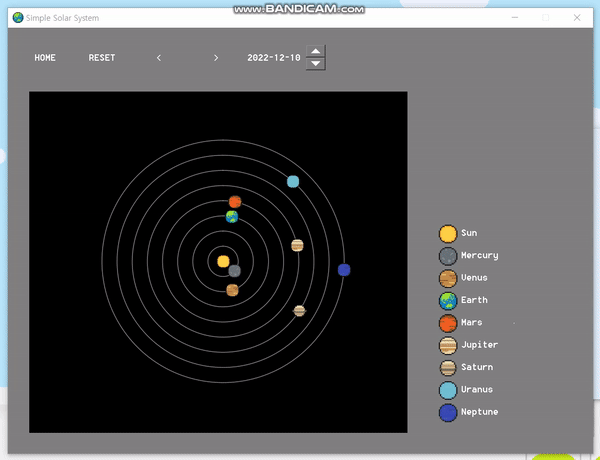 www.BANDICAM.com
Simple Solar System
HOME RESET < > 2022-12-10
Sun
Mercury
Venus
Earth
Mars
Jupiter
Saturn
Uranus
Neptune